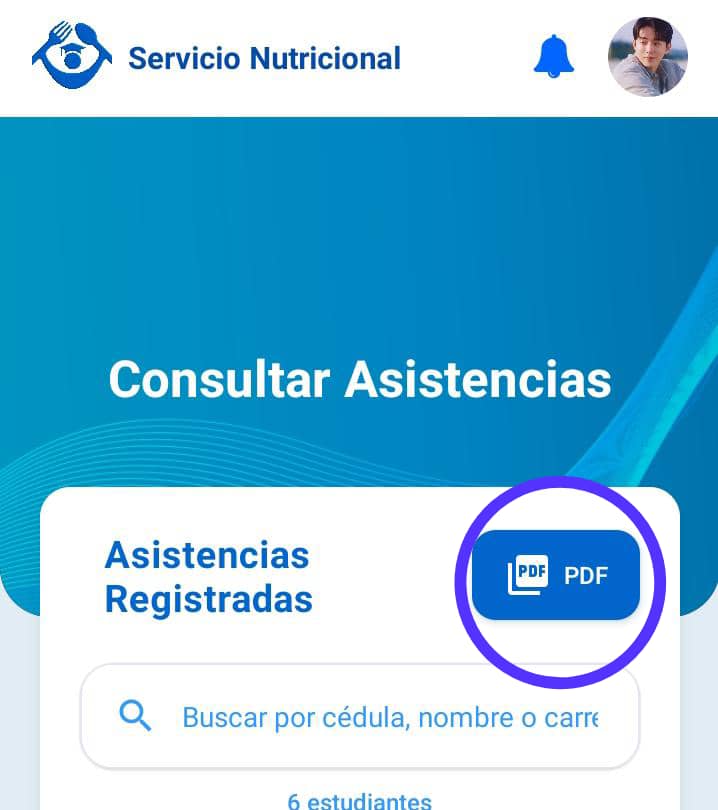 Servicio Nutricional
Consultar Asistencias
Asistencias
Registradas
PDF PDF
Buscar por cédula, nombre o carre
6 estudiantes